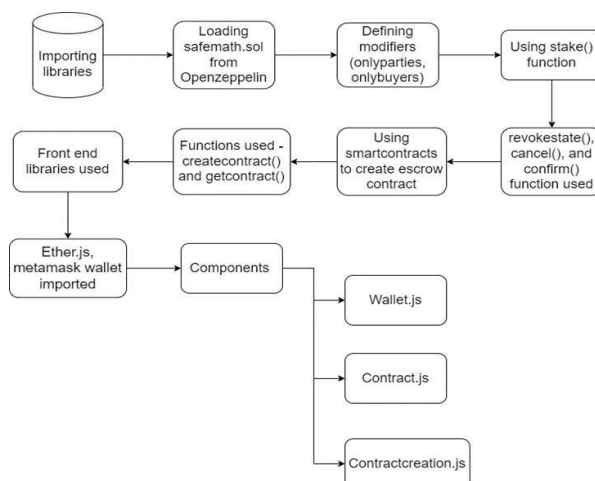 Importing
libraries
Loading
safemath.sol
from
Openzeppelin
Defining
modifiers
(onlyparties,
onlybuyers)
Using stake()
function
revokestate(),
cancel(), and
confirm()
function used
Using
smartcontracts
to create escrow
contract
Functions used -
createcontract()
and getcontract()
Front end
libraries used
Ether.js,
metamask wallet
imported
Components
Wallet.js
Contract.js
Contractcreation.js